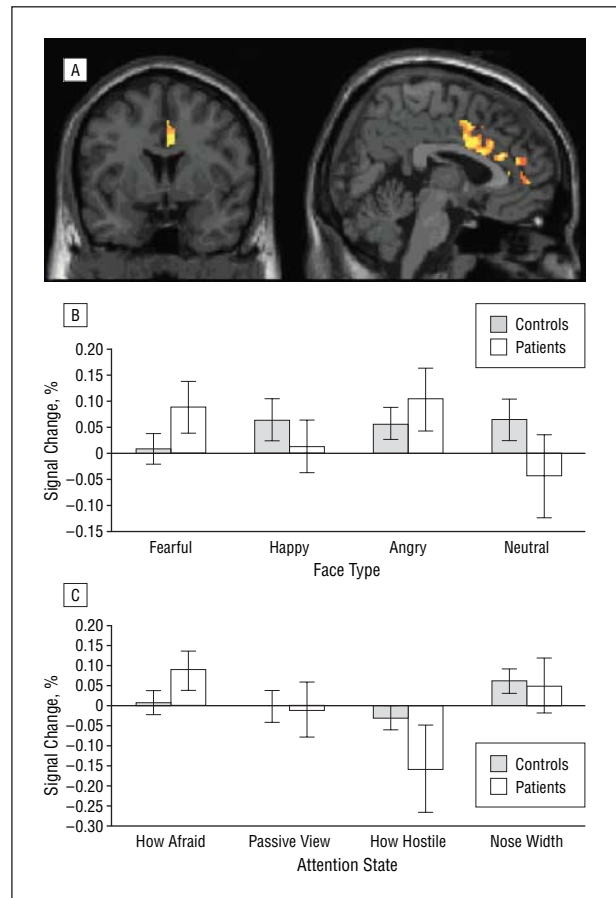 A
B
Controls
Patients
0.20
0.15
0.10
0.05
0
−0.05
−0.10
−0.15
Signal Change, %
Fearful Happy Angry Neutral
Face Type
C
0.20
0.15
0.10
0.05
0
−0.05
−0.10
−0.15
−0.20
−0.25
−0.30
Signal Change, %
Controls
Patients
How Afraid Passive View How Hostile Nose Width
Attention State